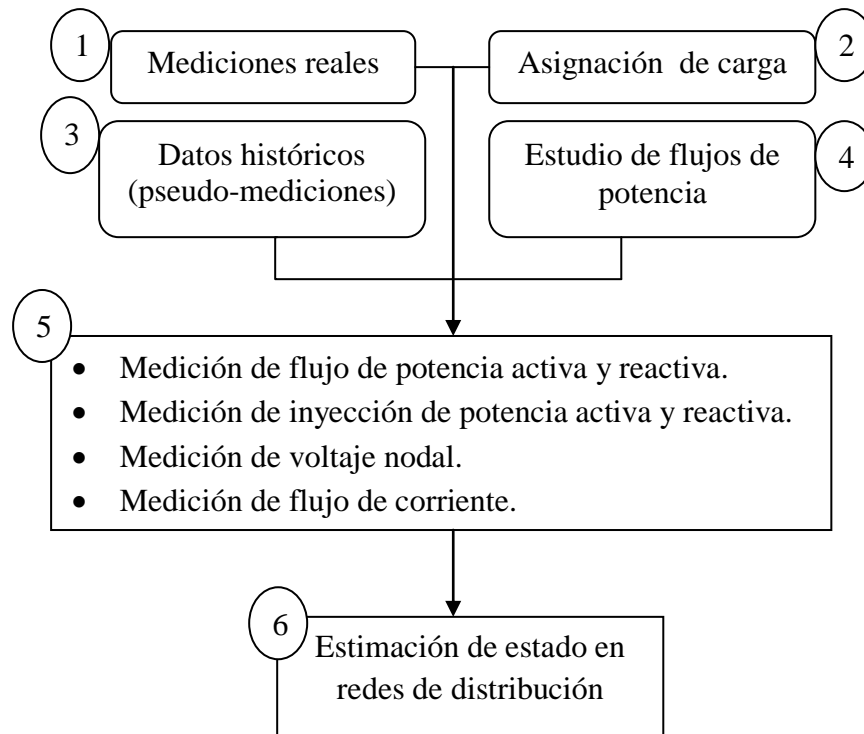 1
Mediciones reales
Asignación de carga
2
3
Datos históricos
(pseudo-mediciones)
Estudio de flujos de
potencia
4
5
• Medición de flujo de potencia activa y reactiva.
• Medición de inyección de potencia activa y reactiva.
• Medición de voltaje nodal.
• Medición de flujo de corriente.
6
Estimación de estado en
redes de distribución